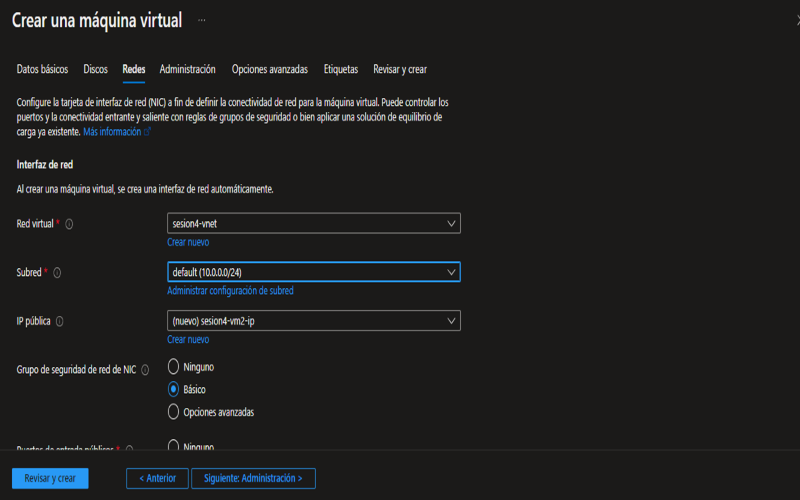 Crear una máquina virtual ...
Datos básicos Discos Redes Administración Opciones avanzadas Etiquetas Revisar y crear
Configure la tarjeta de interfaz de red (NIC) a fin de definir la conectividad de red para la máquina virtual. Puede controlar los
puertos y la conectividad entrante y saliente con reglas de grupos de seguridad o bien aplicar una solución de equilibrio de
carga ya existente. Más información
Interfaz de red
Al crear una máquina virtual, se crea una interfaz de red automáticamente.
Red virtual * sesion4-vnet
Crear nuevo
Subred * default (10.0.0.0/24)
Administrar configuración de subred
IP pública (nuevo) sesion4-vm2-ip
Crear nuevo
Grupo de seguridad de red de NIC Ninguno
Básico
Opciones avanzadas
Puertos de entrada públicos * Ninguno
Revisar y crear < Anterior Siguiente: Administración >